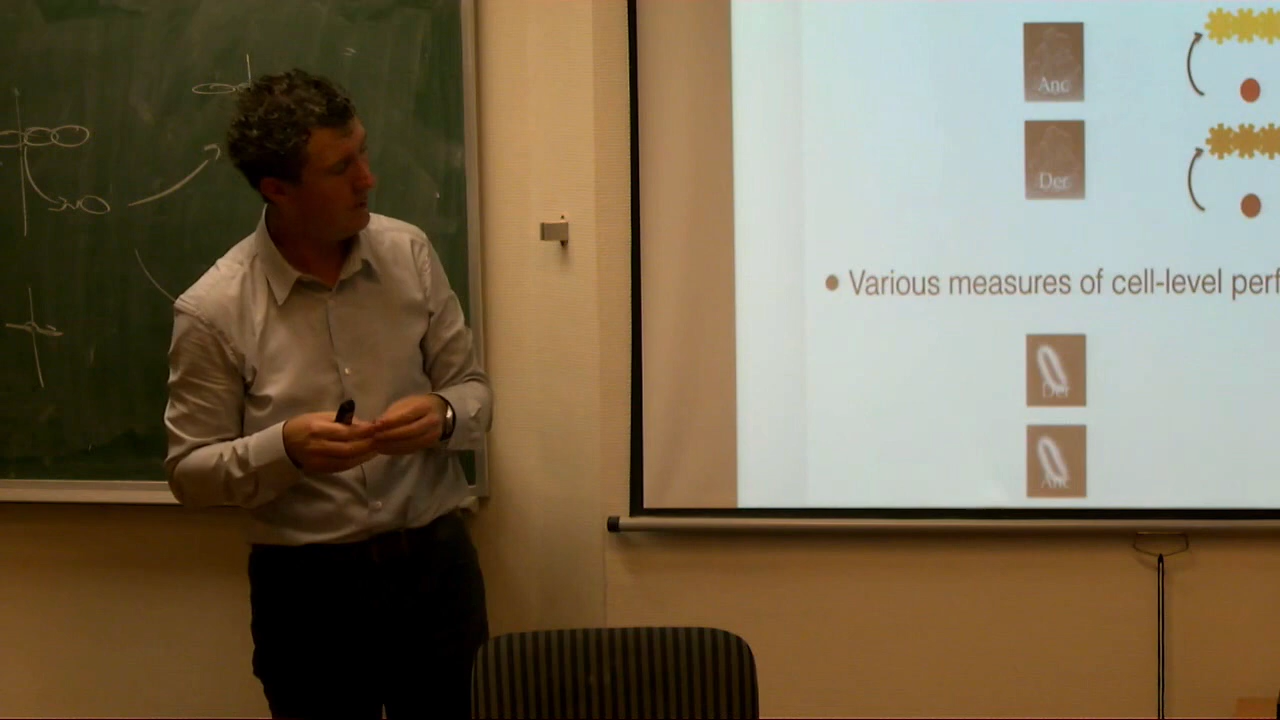 Anc
Der
• Various measures of cell-level perf
Der
Anc